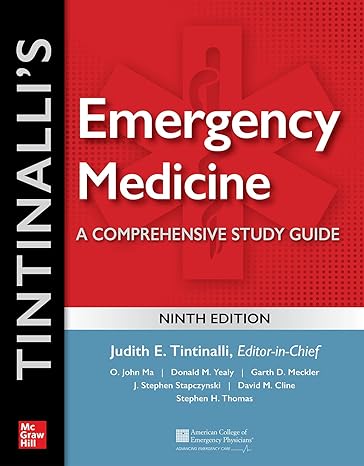 TINTINALLI'S
Emergency
Medicine
A COMPREHENSIVE STUDY GUIDE
NINTH EDITION
Judith E. Tintinalli, Editor-in-Chief
O. John Ma | Donald M. Yealy | Garth D. Meckler
J. Stephen Stapczynski | David M. Cline
Stephen H. Thomas
Mc
Graw
Hill
American College of
Emergency Physicians®
ADVANCING EMERGENCY CARE